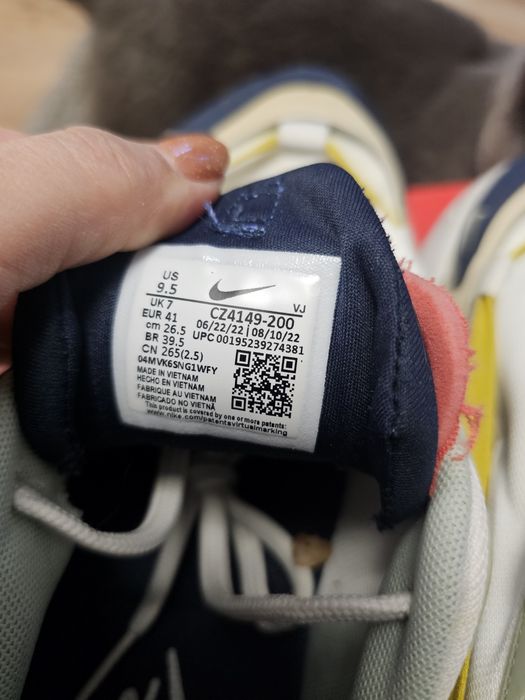 US
9.5
VJ
UK 7
CZ4149-200
EUR 41
06/22/22 | 08/10/22
cm 26.5
UPC 00195239274381
BR 39.5
CN 265(2.5)
04MVK6SNG1WFY
MADE IN VIETNAM
HECHO EN VIETNAM
FABRIQUE AU VIETNAM
FABRICADO NO VIETNÃ
This product is covered by one or more patents:
www.nike.com/patentsvirtualmarking